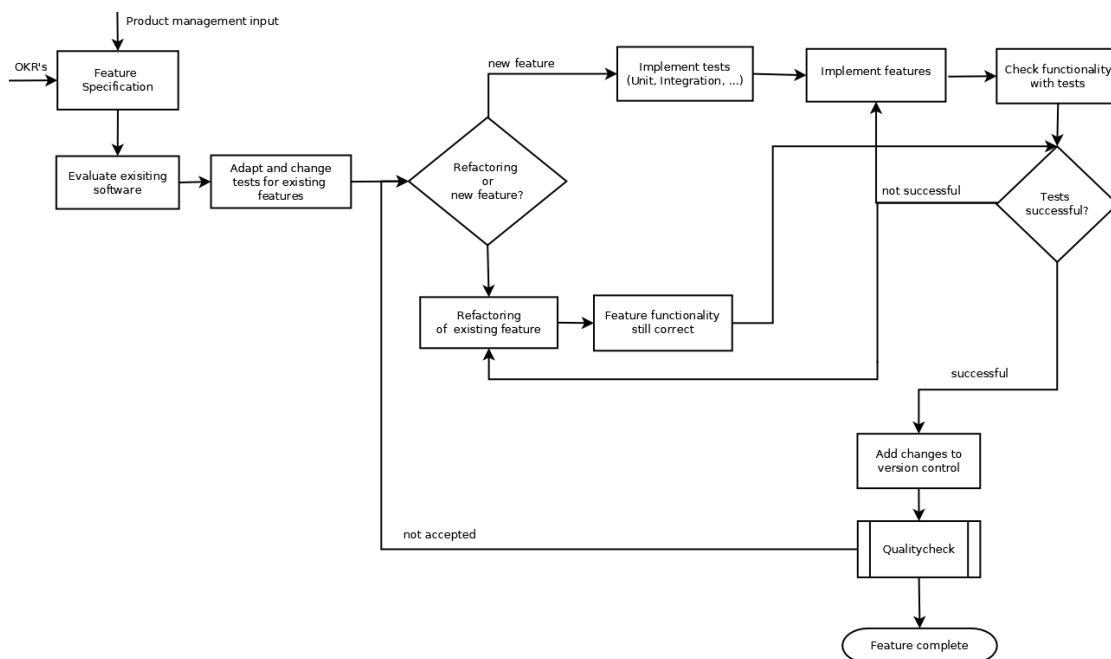 Product management input
OKR's
Feature
Specification
new feature
Implement tests
(Unit, Integration, ...)
Implement features
Check functionality
with tests
Evaluate exisiting
software
Adapt and change
tests for existing
features
Refactoring
or
new feature?
not successful
Tests
successful?
Refactoring
of existing feature
Feature functionality
still correct
successful
Add changes to
version control
not accepted
Qualitycheck
Feature complete